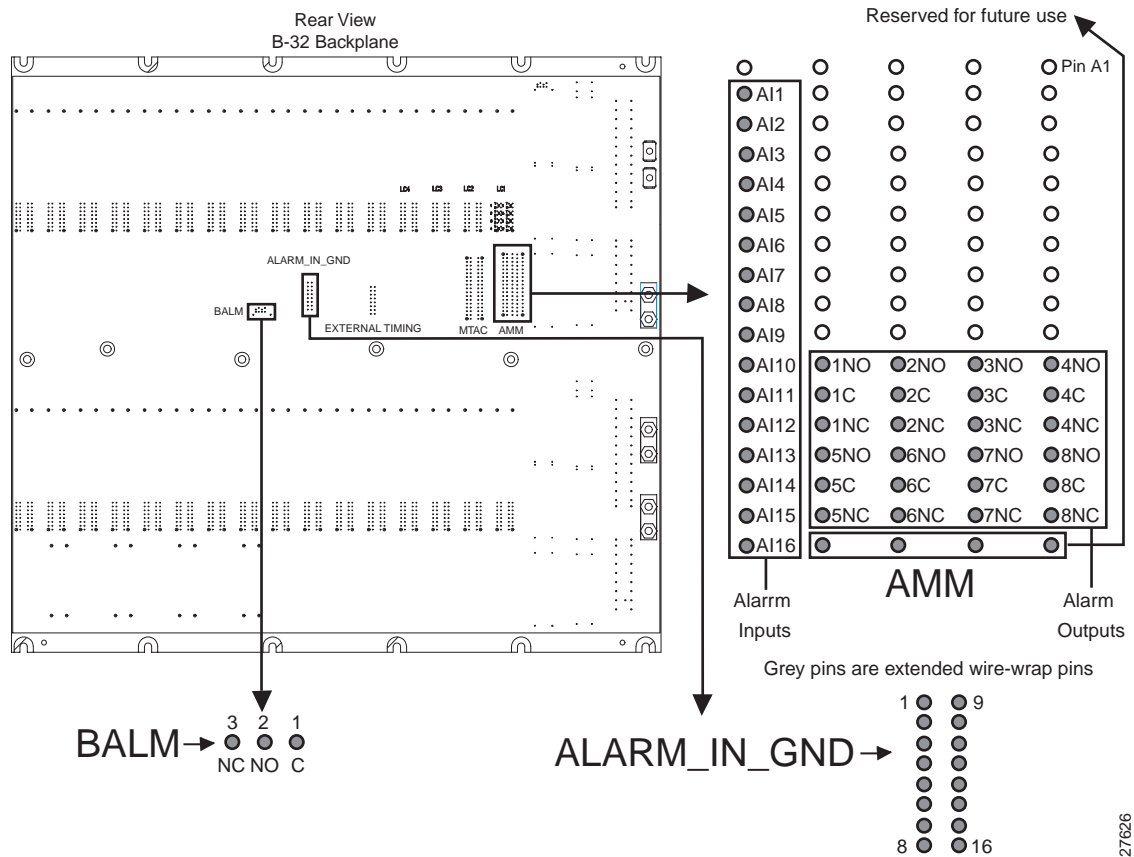 Rear View
B-32 Backplane
LC4 LC3 LC2 LC1
ALARM_IN_GND
BALM
EXTERNAL TIMING
MTAC AMM
Reserved for future use
Pin A1
AI1
AI2
AI3
AI4
AI5
AI6
AI7
AI8
AI9
AI10 1NO 2NO 3NO 4NO
AI11 1C 2C 3C 4C
AI12 1NC 2NC 3NC 4NC
AI13 5NO 6NO 7NO 8NO
AI14 5C 6C 7C 8C
AI15 5NC 6NC 7NC 8NC
AI16
AMM
Alarrm
Inputs
Alarm
Outputs
Grey pins are extended wire-wrap pins
BALM
3 2 1
NC NO C
ALARM_IN_GND
1 9
8 16
27626